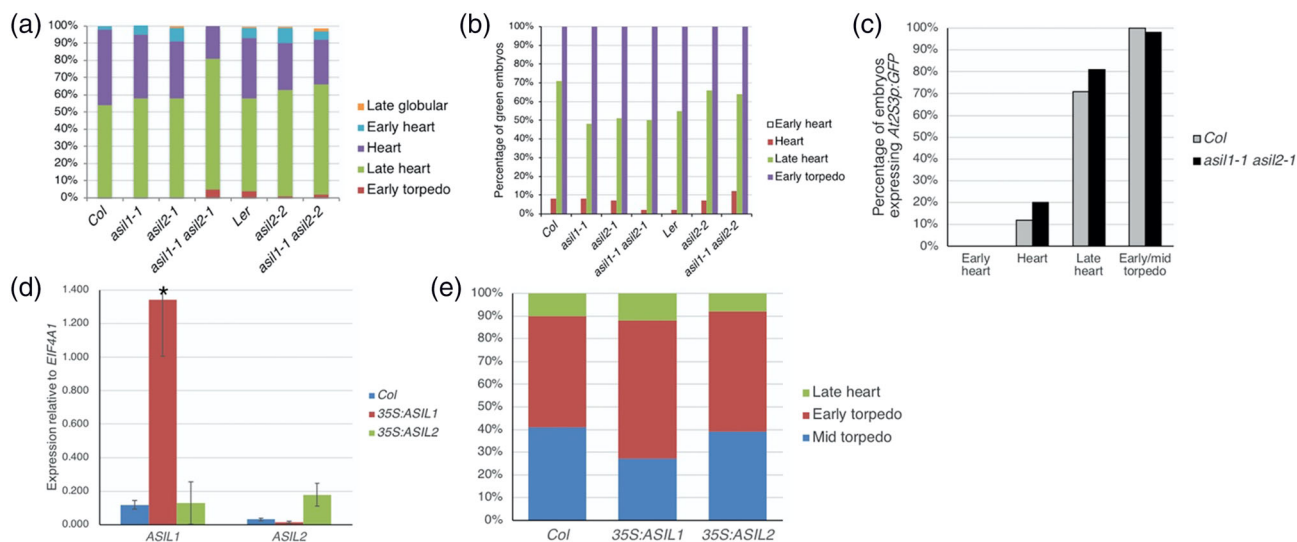 (a)
100%
90%
80%
70%
60%
50%
40%
30%
20%
10%
0%
Col
asil1-1
asil2-1
asil1-1 asil2-1
Ler
asil2-2
asil1-1 asil2-2
Late globular
Early heart
Heart
Late heart
Early torpedo
(b)
Percentage of green embryos
100%
90%
80%
70%
60%
50%
40%
30%
20%
10%
0%
Col
asil1-1
asil2-1
asil1-1 asil2-1
Ler
asil2-2
asil1-1 asil2-2
Early heart
Heart
Late heart
Early torpedo
(c)
Percentage of embryos
expressing At2S3p:GFP
100%
90%
80%
70%
60%
50%
40%
30%
20%
10%
0%
Early
heart
Heart
Late
heart
Early/mid
torpedo
Col
asil1-1 asil2-1
(d)
Expression relative to EIF4A1
1.400
1.200
1.000
0.800
0.600
0.400
0.200
0.000
*
ASIL1
ASIL2
Col
35S:ASIL1
35S:ASIL2
(e)
100%
90%
80%
70%
60%
50%
40%
30%
20%
10%
0%
Col
35S:ASIL1
35S:ASIL2
Late heart
Early torpedo
Mid torpedo